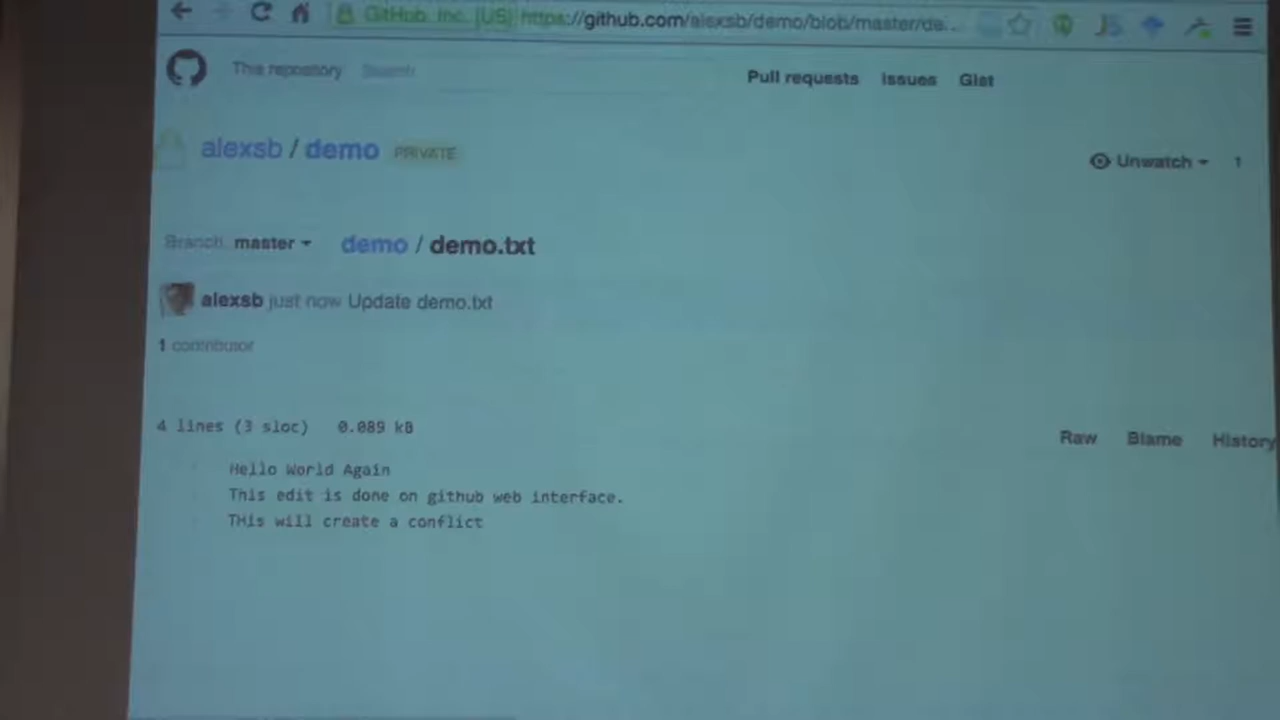 GitHub, Inc. [US] https://github.com/alexsb/demo/blob/master/de...
This repository Search
Pull requests Issues Gist
alexsb / demo PRIVATE
Unwatch 1
Branch: master demo / demo.txt
alexsb just now Update demo.txt
1 contributor
4 lines (3 sloc) 0.089 kB
Raw Blame History
Hello World Again
This edit is done on github web interface.
THis will create a conflict